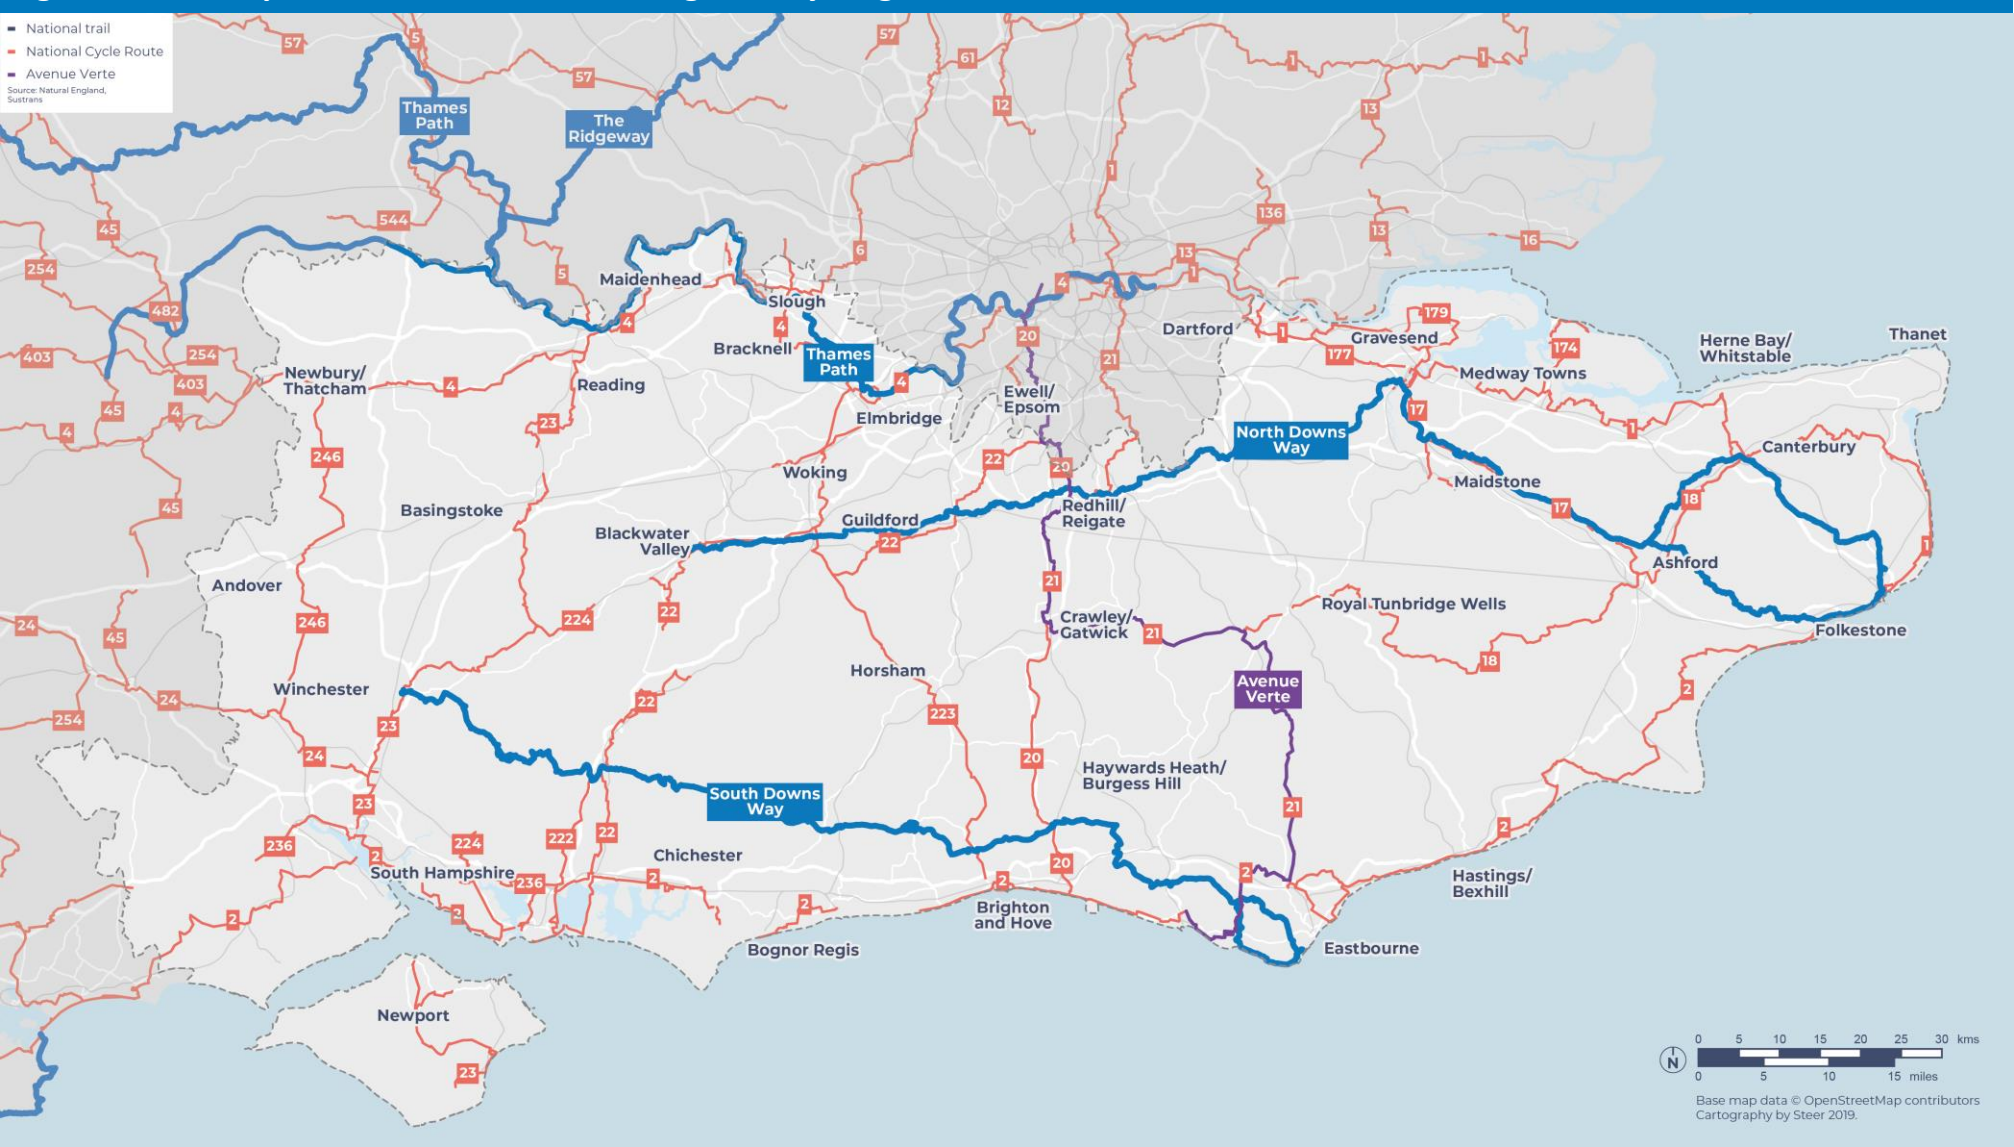 National trail
National Cycle Route
Avenue Verte
Source: Natural England,
Sustrans
57
5
57
57
61
1
1
12
13
Thames
Path
The
Ridgeway
1
544
45
136
13
16
6
13
1
254
5
4
Maidenhead
Slough
482
4
4
179
20
1
Dartford
Gravesend
177
174
Herne Bay/
Whitstable
Thanet
Bracknell
Thames
Path
403
254
403
21
Newbury/
Thatcham
4
Reading
4
Medway Towns
Ewell/
Epsom
45
4
4
23
Elmbridge
17
1
North Downs
Way
Canterbury
246
22
20
Woking
Maidstone
18
45
Basingstoke
Guildford
Redhill/
Reigate
17
Blackwater
Valley
22
1
Ashford
Andover
21
22
224
Royal Tunbridge Wells
246
Crawley/
Gatwick
21
24
45
Folkestone
18
Horsham
Winchester
Avenue
Verte
2
24
22
254
23
223
24
20
Haywards Heath/
Burgess Hill
South Downs
Way
23
21
2
236
224
222
22
2
Chichester
20
South Hampshire
236
2
2
2
Hastings/
Bexhill
2
2
2
Brighton
and Hove
Bognor Regis
Eastbourne
Newport
23
0 5 10 15 20 25 30 kms
N
0 5 10 15 miles
Base map data © OpenStreetMap contributors
Cartography by Steer 2019.